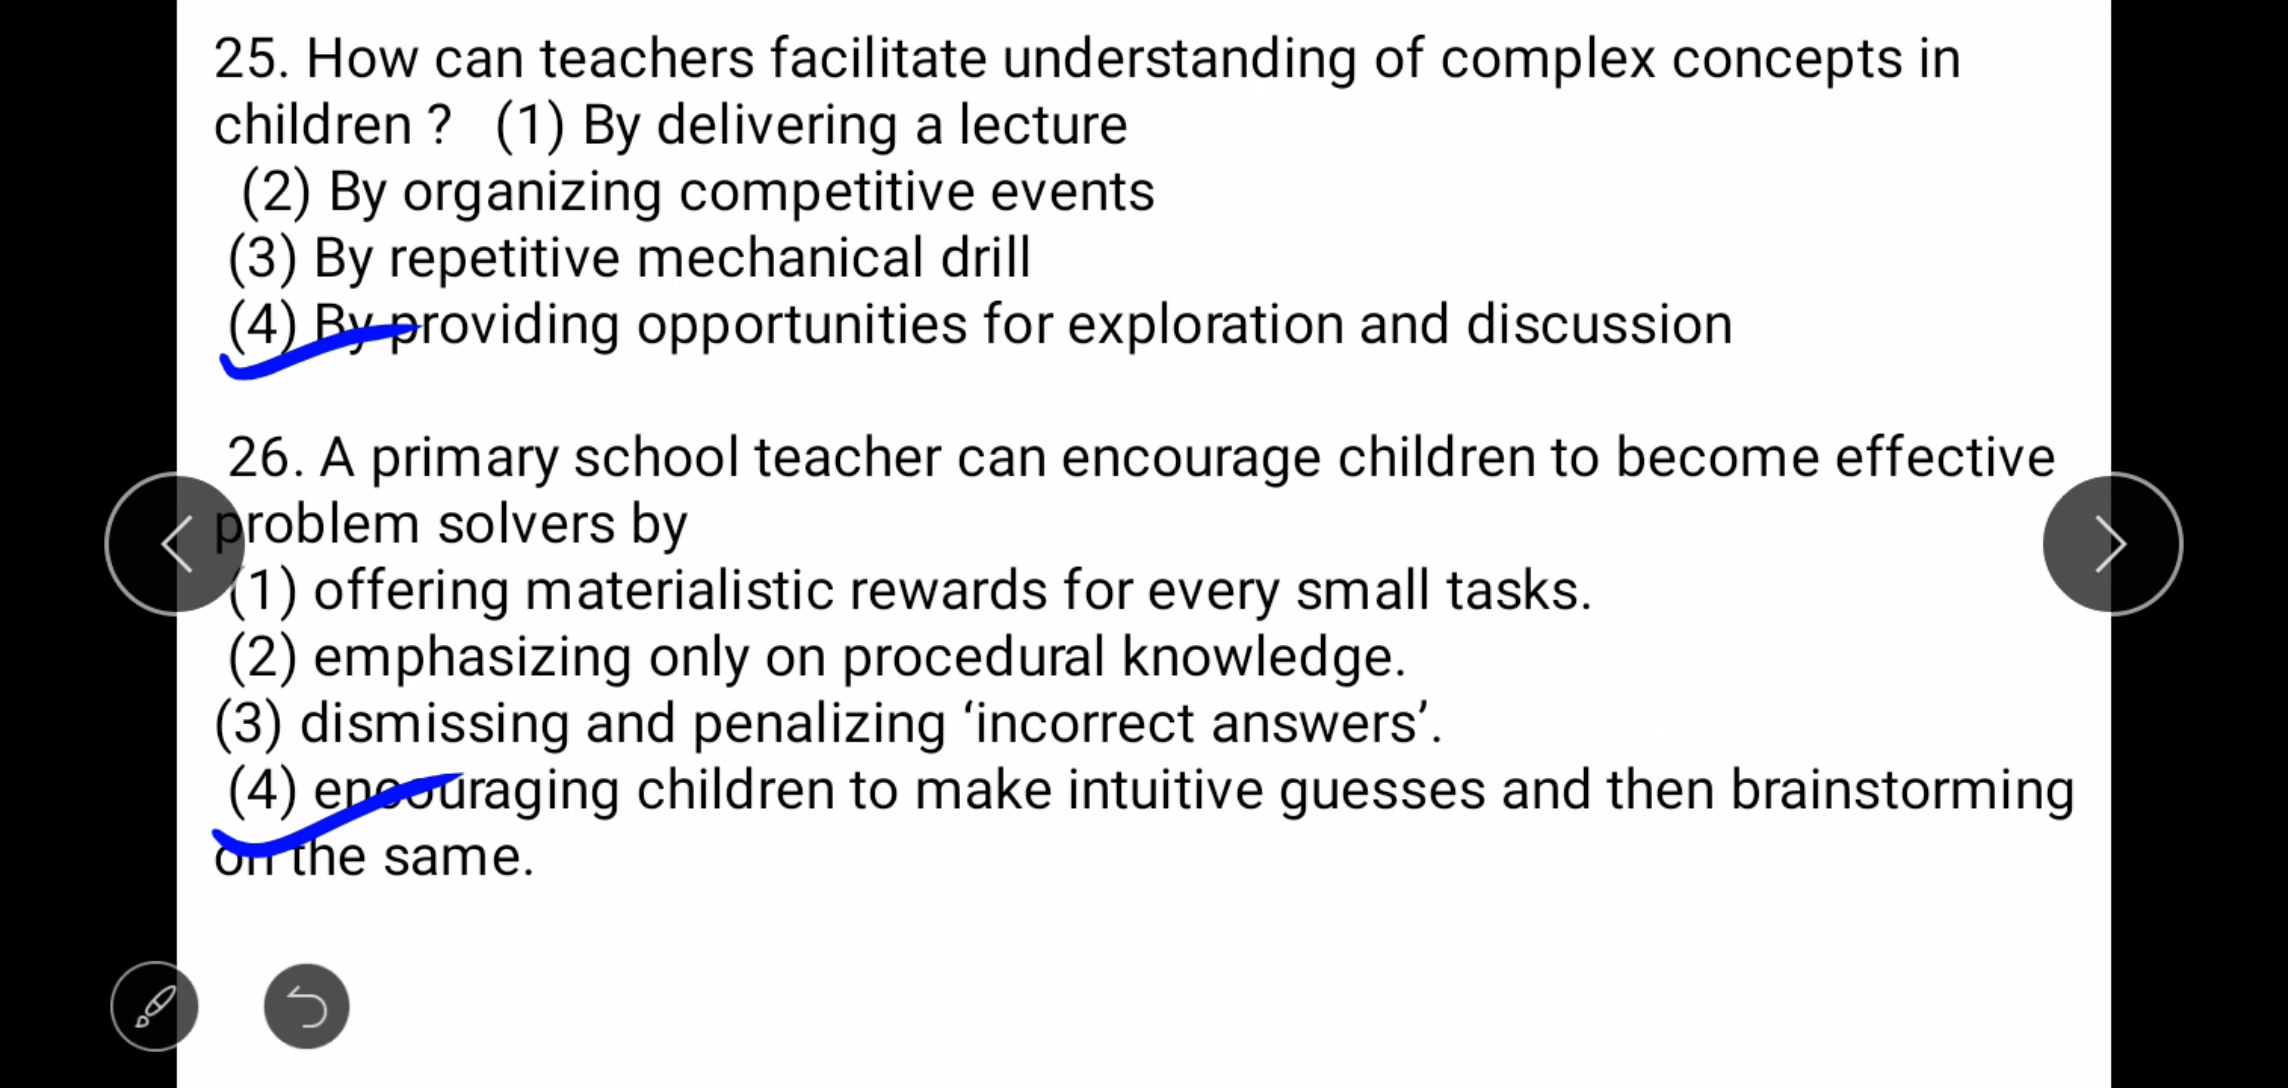 25. How can teachers facilitate understanding of complex concepts in
children ? (1) By delivering a lecture
(2) By organizing competitive events
(3) By repetitive mechanical drill
(4) By providing opportunities for exploration and discussion
26. A primary school teacher can encourage children to become effective
problem solvers by
(1) offering materialistic rewards for every small tasks.
(2) emphasizing only on procedural knowledge.
(3) dismissing and penalizing ‘incorrect answers’.
(4) encouraging children to make intuitive guesses and then brainstorming
on the same.